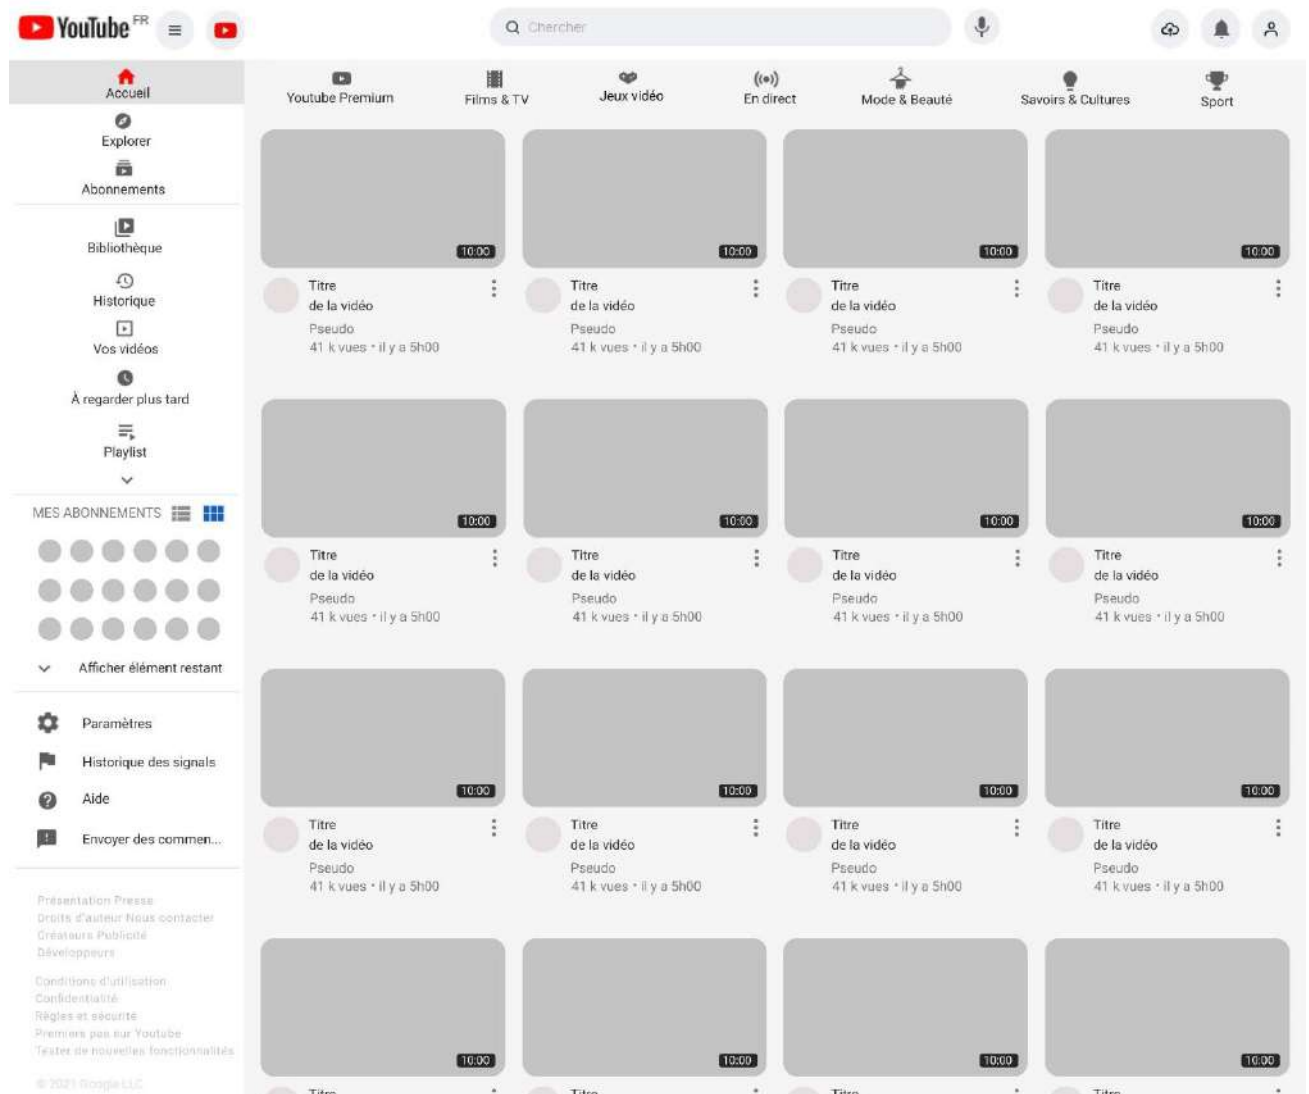 YouTube FR
Chercher
Accueil
Explorer
Abonnements
Bibliothèque
Historique
Vos vidéos
À regarder plus tard
Playlist
MES ABONNEMENTS
Afficher élément restant
Paramètres
Historique des signals
Aide
Envoyer des commen...
Présentation Presse
Droits d'auteur Nous contacter
Créateurs Publicité
Développeurs
Conditions d'utilisation
Confidentialité
Règles et sécurité
Premiers pas sur Youtube
Tester de nouvelles fonctionnalités
© 2021 Google LLC
Youtube Premium
Films & TV
Jeux vidéo
En direct
Mode & Beauté
Savoirs & Cultures
Sport
10:00
10:00
10:00
10:00
Titre
de la vidéo
Pseudo
41 k vues • il y a 5h00
Titre
de la vidéo
Pseudo
41 k vues • il y a 5h00
Titre
de la vidéo
Pseudo
41 k vues • il y a 5h00
Titre
de la vidéo
Pseudo
41 k vues • il y a 5h00
10:00
10:00
10:00
10:00
Titre
de la vidéo
Pseudo
41 k vues • il y a 5h00
Titre
de la vidéo
Pseudo
41 k vues • il y a 5h00
Titre
de la vidéo
Pseudo
41 k vues • il y a 5h00
Titre
de la vidéo
Pseudo
41 k vues • il y a 5h00
10:00
10:00
10:00
10:00
Titre
de la vidéo
Pseudo
41 k vues • il y a 5h00
Titre
de la vidéo
Pseudo
41 k vues • il y a 5h00
Titre
de la vidéo
Pseudo
41 k vues • il y a 5h00
Titre
de la vidéo
Pseudo
41 k vues • il y a 5h00
10:00
10:00
10:00
10:00
Titre
Titre
Titre
Titre